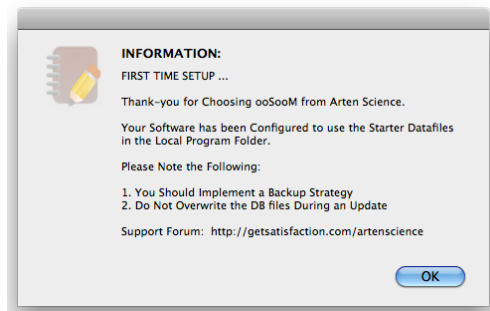 INFORMATION:
FIRST TIME SETUP ...
Thank-you for Choosing ooSooM from Arten Science.
Your Software has been Configured to use the Starter Datafiles
in the Local Program Folder.
Please Note the Following:
1. You Should Implement a Backup Strategy
2. Do Not Overwrite the DB files During an Update
Support Forum:  http://getsatisfaction.com/artenscience
OK